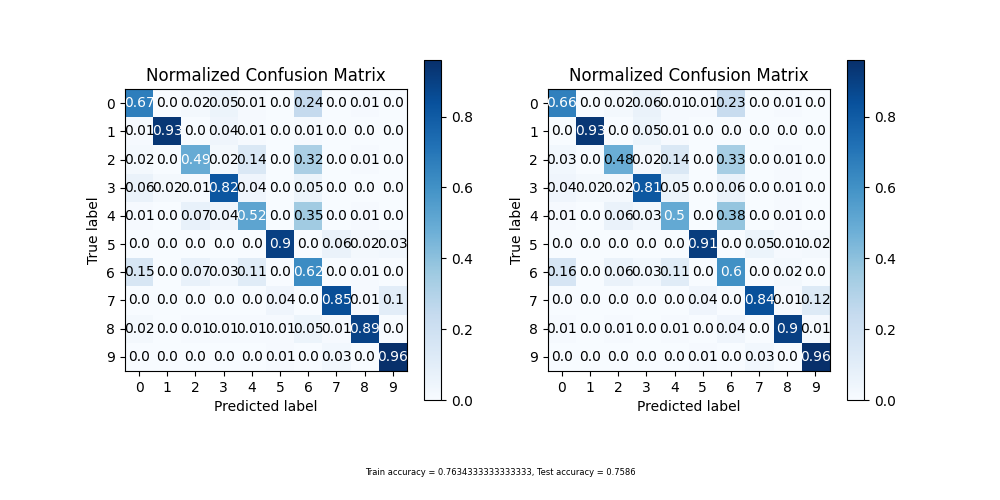 Normalized Confusion Matrix Normalized Confusion Matrix
0 0.67 0.0 0.02 0.05 0.01 0.0 0.24 0.0 0.01 0.0 0 0.66 0.0 0.02 0.06 0.01 0.01 0.23 0.0 0.01 0.0
1 0.01 0.93 0.0 0.04 0.01 0.0 0.01 0.0 0.0 0.0 0.8 1 0.0 0.93 0.0 0.05 0.01 0.0 0.0 0.0 0.0 0.0 0.8
2 0.02 0.0 0.49 0.02 0.14 0.0 0.32 0.0 0.01 0.0 2 0.03 0.0 0.48 0.02 0.14 0.0 0.33 0.0 0.01 0.0
3 0.06 0.02 0.01 0.82 0.04 0.0 0.05 0.0 0.0 0.0 0.6 3 0.04 0.02 0.02 0.81 0.05 0.0 0.06 0.0 0.01 0.0 0.6
True label 4 0.01 0.0 0.07 0.04 0.52 0.0 0.35 0.0 0.01 0.0 True label 4 0.01 0.0 0.06 0.03 0.5 0.0 0.38 0.0 0.01 0.0
5 0.0 0.0 0.0 0.0 0.0 0.9 0.0 0.06 0.02 0.03 0.4 5 0.0 0.0 0.0 0.0 0.0 0.91 0.0 0.05 0.01 0.02 0.4
6 0.15 0.0 0.07 0.03 0.11 0.0 0.62 0.0 0.01 0.0 6 0.16 0.0 0.06 0.03 0.11 0.0 0.6 0.0 0.02 0.0
7 0.0 0.0 0.0 0.0 0.0 0.04 0.0 0.85 0.01 0.1 7 0.0 0.0 0.0 0.0 0.0 0.04 0.0 0.84 0.01 0.12
8 0.02 0.0 0.01 0.01 0.01 0.01 0.05 0.01 0.89 0.0 0.2 8 0.01 0.0 0.01 0.01 0.01 0.0 0.04 0.0 0.9 0.01 0.2
9 0.0 0.0 0.0 0.0 0.0 0.01 0.0 0.03 0.0 0.96 9 0.0 0.0 0.0 0.0 0.0 0.01 0.0 0.03 0.0 0.96
0 1 2 3 4 5 6 7 8 9 0.0 0 1 2 3 4 5 6 7 8 9 0.0
Predicted label Predicted label
Train accuracy = 0.7634333333333333, Test accuracy = 0.7586